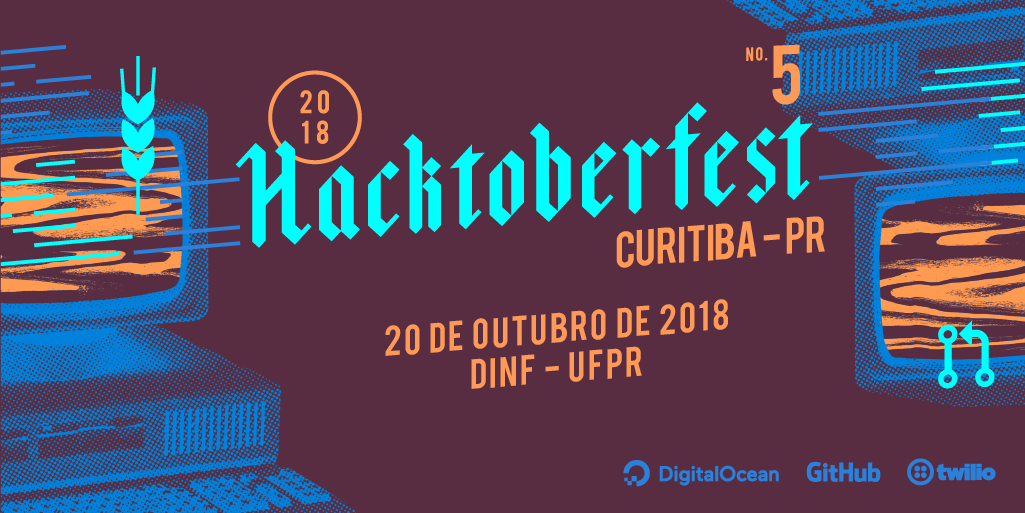 20
18
NO. 5
Hacktoberfest
CURITIBA – PR
20 DE OUTUBRO DE 2018
DINF – UFPR
DigitalOcean GitHub twilio